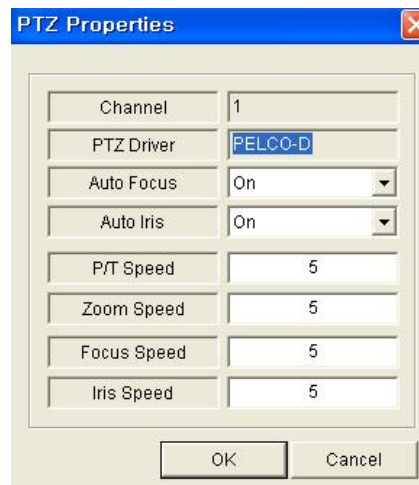 PTZ Properties
Channel 1
PTZ Driver PELCO-D
Auto Focus On
Auto Iris On
P/T Speed 5
Zoom Speed 5
Focus Speed 5
Iris Speed 5
OK Cancel